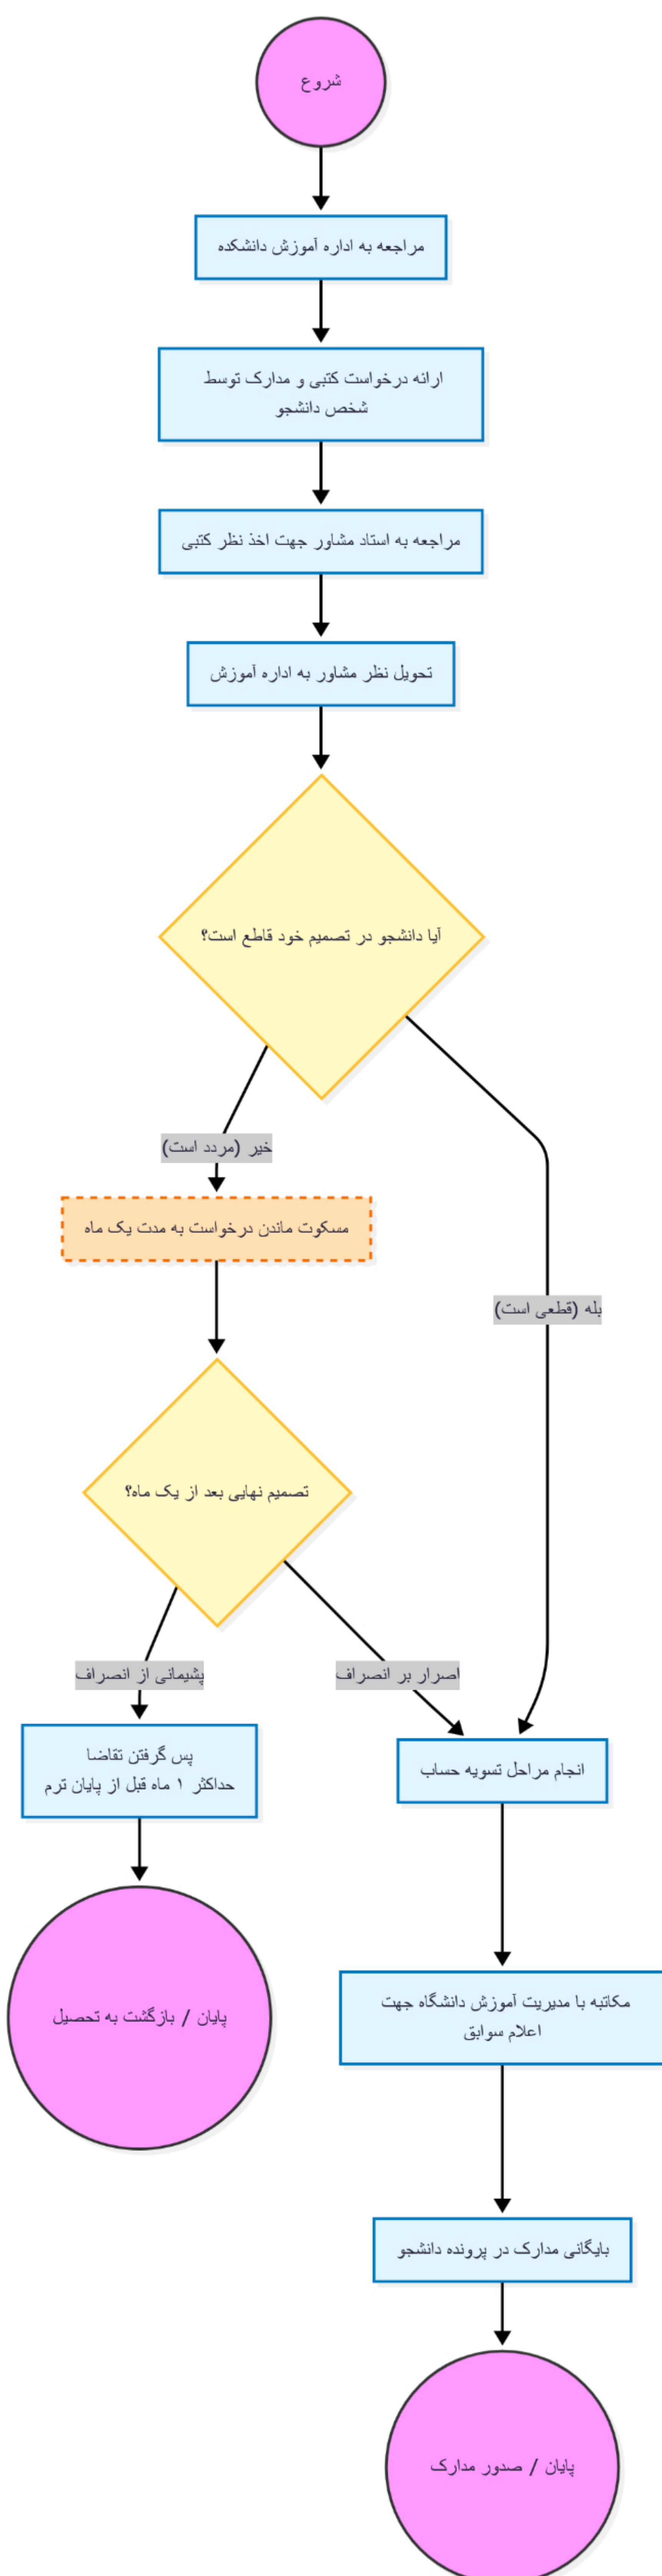 شروع
مراجعه به اداره آموزش دانشکده
ارائه درخواست کتبی و مدارک توسط
شخص دانشجو
مراجعه به استاد مشاور جهت اخذ نظر کتبی
تحویل نظر مشاور به اداره آموزش
آیا دانشجو در تصمیم خود قاطع است؟
خیر (مردد است)
مسکوت ماندن درخواست به مدت یک ماه
بله (قطعی است)
تصمیم نهایی بعد از یک ماه؟
پشیمانی از انصراف
اصرار بر انصراف
پس گرفتن تقاضا
حداکثر ۱ ماه قبل از پایان ترم
انجام مراحل تسویه حساب
پایان / بازگشت به تحصیل
مکاتبه با مدیریت آموزش دانشگاه جهت
اعلام سوابق
بایگانی مدارک در پرونده دانشجو
پایان / صدور مدارک